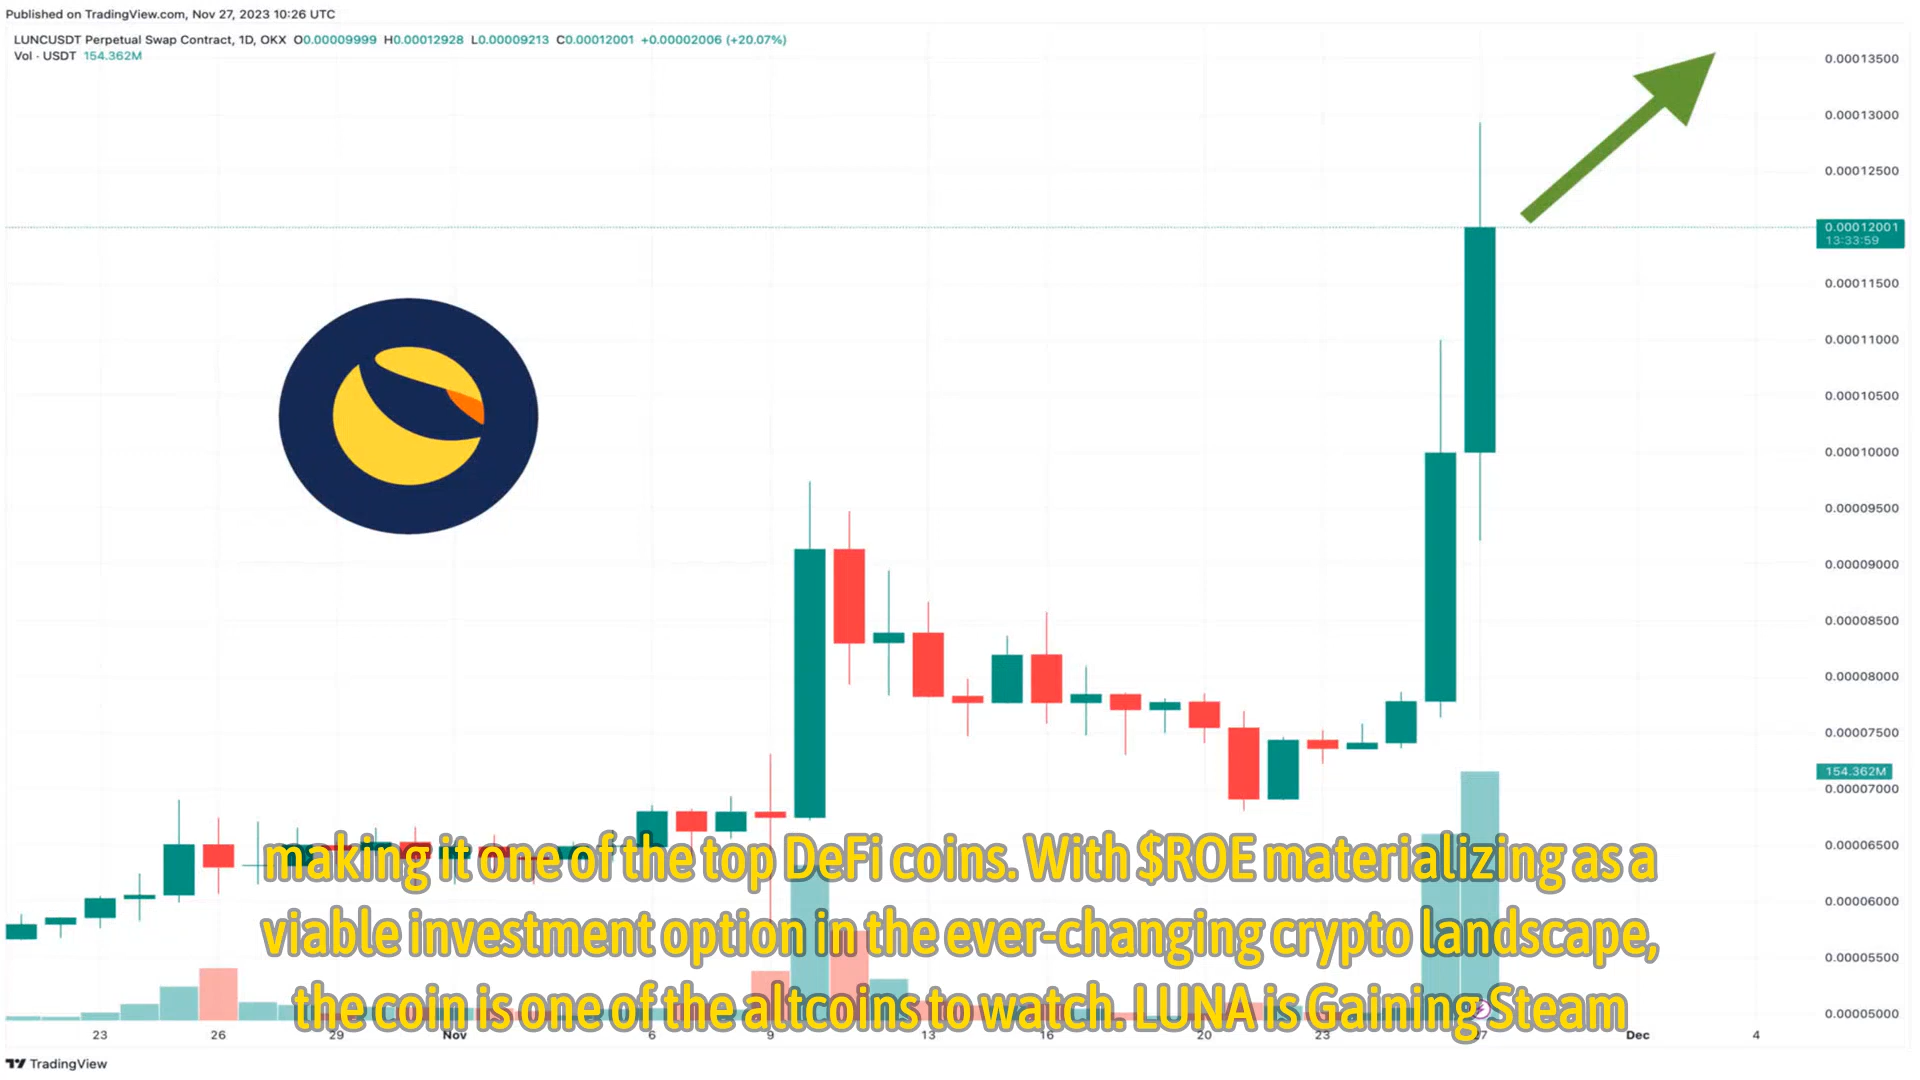 Published on TradingView.com, Nov 27, 2023 10:26 UTC
LUNCUSDT Perpetual Swap Contract, 1D, OKX O0.00009999 H0.00012928 L0.00009213 C0.00012001 +0.00002006 (+20.07%)
Vol · USDT 154.362M
0.00013500
0.00013000
0.00012500
0.00012001
13:33:59
0.00011500
0.00011000
0.00010500
0.00010000
0.00009500
0.00009000
0.00008500
0.00008000
0.00007500
154.362M
0.00007000
0.00006500
0.00006000
0.00005500
0.00005000
making it one of the top DeFi coins. With $ROE materializing as a
viable investment option in the ever-changing crypto landscape,
the coin is one of the altcoins to watch. LUNA is Gaining Steam
23 26 29 Nov 6 9 13 16 20 23 27 Dec 4
TradingView